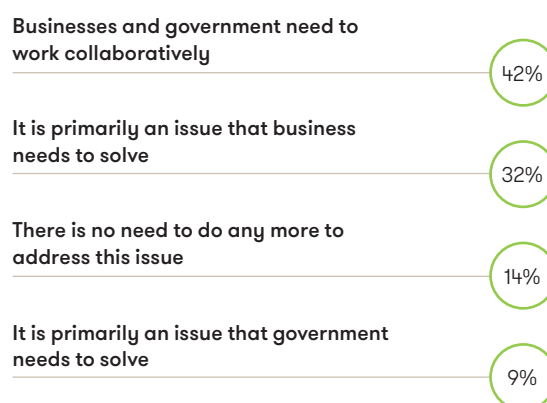 Businesses and government need to
work collaboratively
42%
It is primarily an issue that business
needs to solve
32%
There is no need to do any more to
address this issue
14%
It is primarily an issue that government
needs to solve
9%